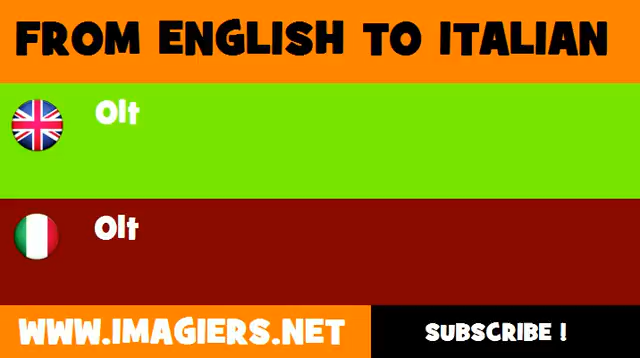 FROM ENGLISH TO ITALIAN
Olt
Olt
WWW.IMAGIERS.NET
SUBSCRIBE !